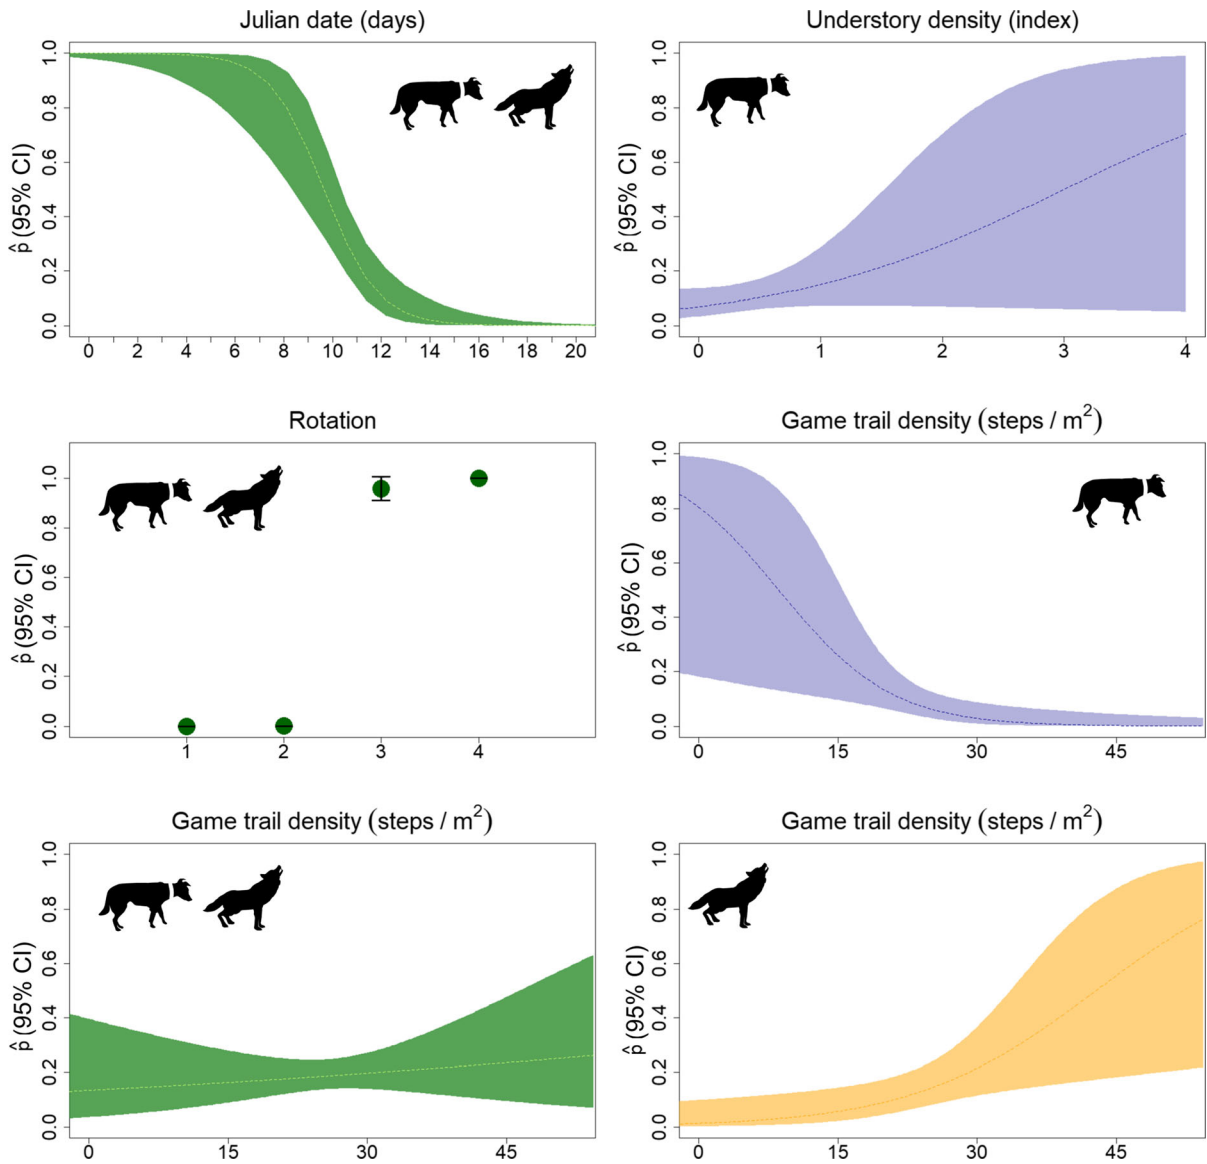 Julian date (days)
p̂ (95% CI)
1.0
0.8
0.6
0.4
0.2
0.0
0 2 4 6 8 10 12 14 16 18 20
Understory density (index)
p̂ (95% CI)
1.0
0.8
0.6
0.4
0.2
0.0
0 1 2 3 4
Rotation
p̂ (95% CI)
1.0
0.8
0.6
0.4
0.2
0.0
1 2 3 4
Game trail density (steps / m²)
p̂ (95% CI)
1.0
0.8
0.6
0.4
0.2
0.0
0 15 30 45
Game trail density (steps / m²)
p̂ (95% CI)
1.0
0.8
0.6
0.4
0.2
0.0
0 15 30 45
Game trail density (steps / m²)
p̂ (95% CI)
1.0
0.8
0.6
0.4
0.2
0.0
0 15 30 45